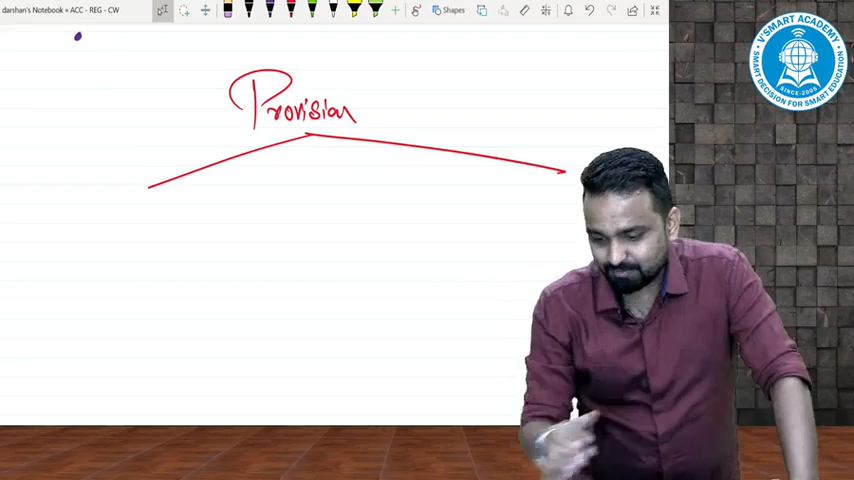 darshan's Notebook » ACC - REG - CW
Shapes
V'SMART ACADEMY
SINCE-2005
SMART DECISION FOR SMART EDUCATION
Provision